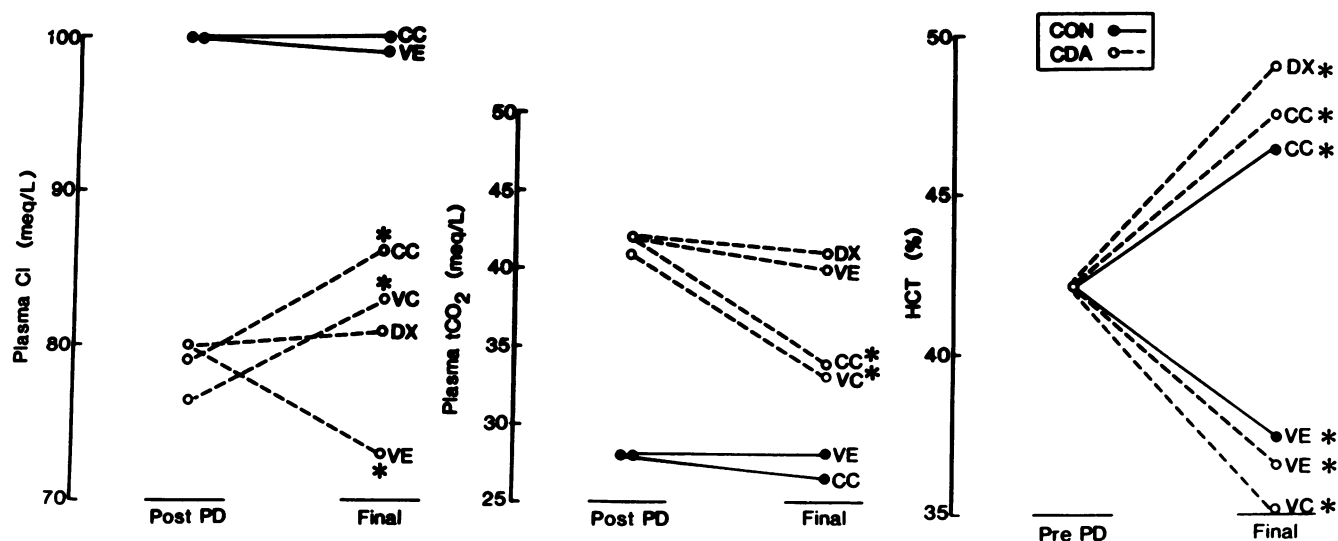 Plasma Cl (meq/L)
100
90
80
70
CC
VE
*
CC
*
VC
DX
VE
*
Post PD
Final
Plasma tCO2 (meq/L)
50
45
40
35
30
25
DX
VE
CC*
VC*
VE
CC
Post PD
Final
CON
CDA
HCT (%)
50
45
40
35
DX*
CC*
CC*
VE*
VE*
VC*
Pre PD
Final